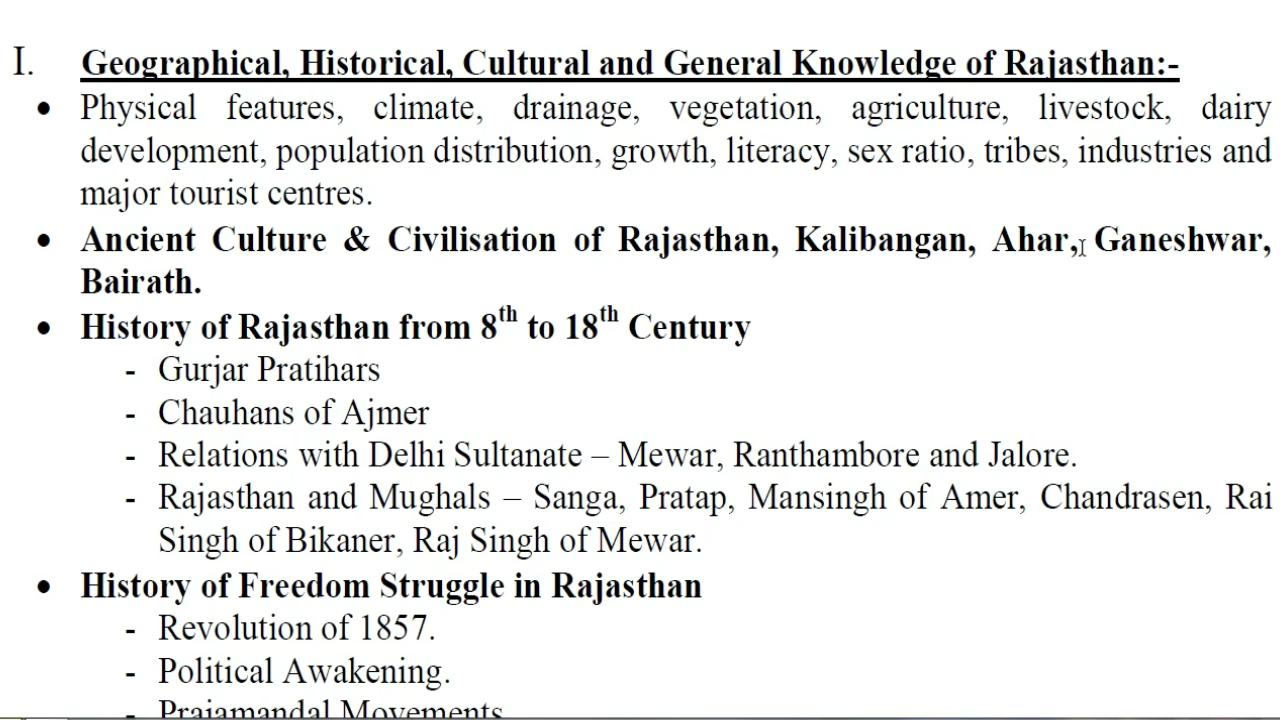 I. Geographical, Historical, Cultural and General Knowledge of Rajasthan:-
• Physical features, climate, drainage, vegetation, agriculture, livestock, dairy
development, population distribution, growth, literacy, sex ratio, tribes, industries and
major tourist centres.
• Ancient Culture & Civilisation of Rajasthan, Kalibangan, Ahar, Ganeshwar,
Bairath.
• History of Rajasthan from 8th to 18th Century
- Gurjar Pratihars
- Chauhans of Ajmer
- Relations with Delhi Sultanate – Mewar, Ranthambore and Jalore.
- Rajasthan and Mughals – Sanga, Pratap, Mansingh of Amer, Chandrasen, Rai
Singh of Bikaner, Raj Singh of Mewar.
• History of Freedom Struggle in Rajasthan
- Revolution of 1857.
- Political Awakening.
- Prajamandal Movements